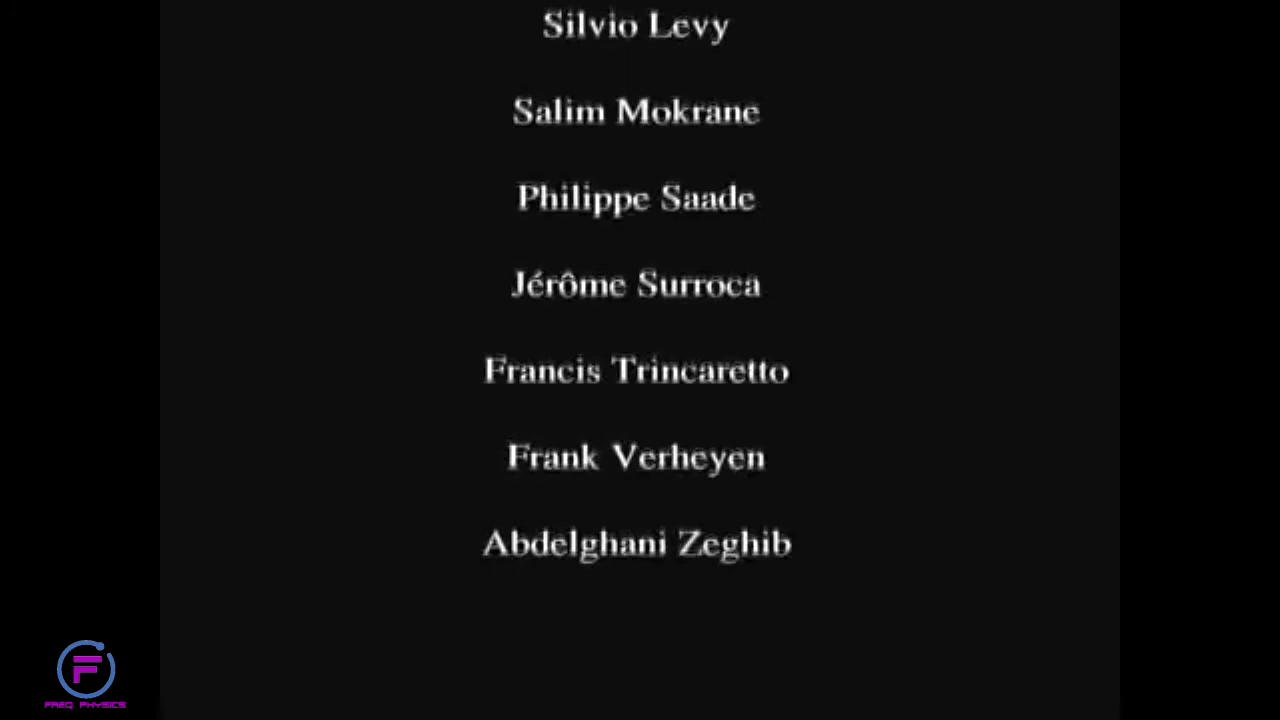 Silvio Levy
Salim Mokrane
Philippe Saade
Jérôme Surroca
Francis Trincaretto
Frank Verheyen
Abdelghani Zeghib
F
FREQ PHYSICS